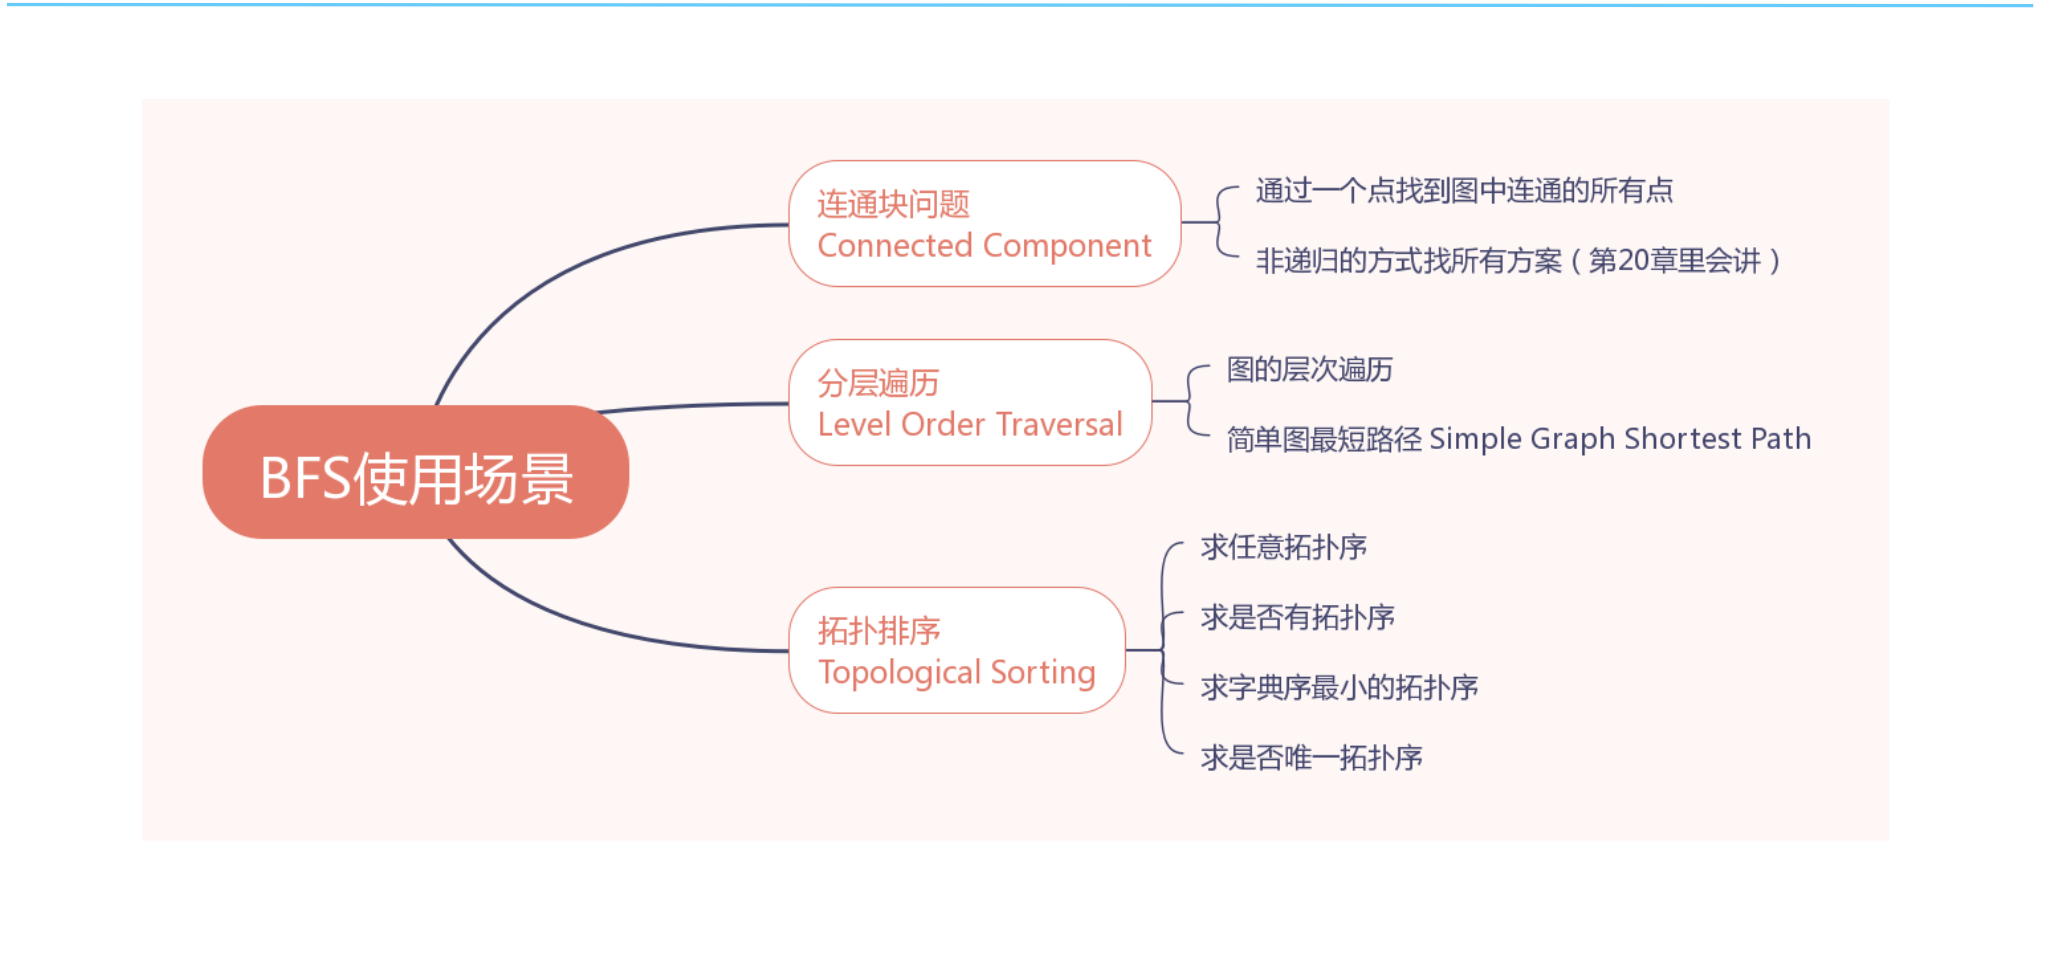 BFS使用场景
连通块问题
Connected Component
通过一个点找到图中连通的所有点
非递归的方式找所有方案（第20章里会讲）
分层遍历
Level Order Traversal
图的层次遍历
简单图最短路径 Simple Graph Shortest Path
拓扑排序
Topological Sorting
求任意拓扑序
求是否有拓扑序
求字典序最小的拓扑序
求是否唯一拓扑序